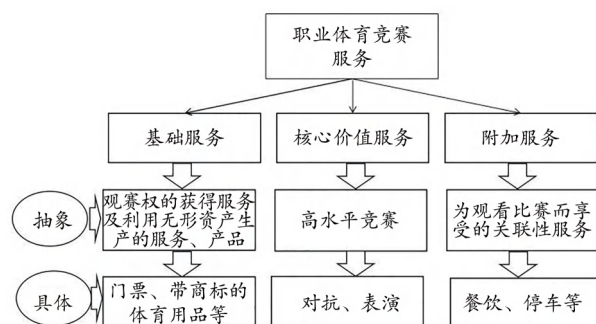 职业体育竞赛
服务
基础服务
核心价值服务
附加服务
抽象
观赛权的获得服务
及利用无形资产生
产的服务、产品
高水平竞赛
为观看比赛而享
受的关联性服务
具体
门票、带商标的
体育用品等
对抗、表演
餐饮、停车等